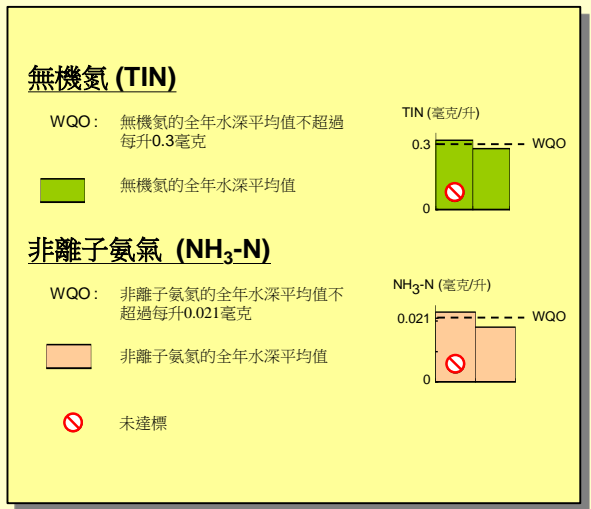 無機氮 (TIN)
WQO : 無機氮的全年水深平均值不超過
每升0.3毫克
無機氮的全年水深平均值
TIN (毫克/升)
0.3
WQO
0
非離子氨氣 (NH3-N)
WQO : 非離子氨氮的全年水深平均值不
超過每升0.021毫克
非離子氨氮的全年水深平均值
NH3-N (毫克/升)
0.021
WQO
0
未達標